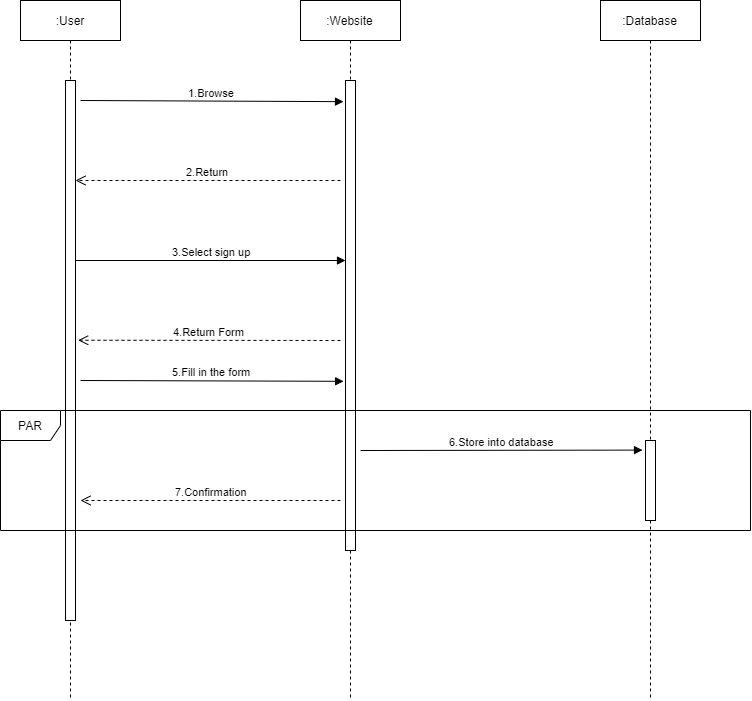 :User
:Website
:Database
1.Browse
2.Return
3.Select sign up
4.Return Form
5.Fill in the form
PAR
6.Store into database
7.Confirmation